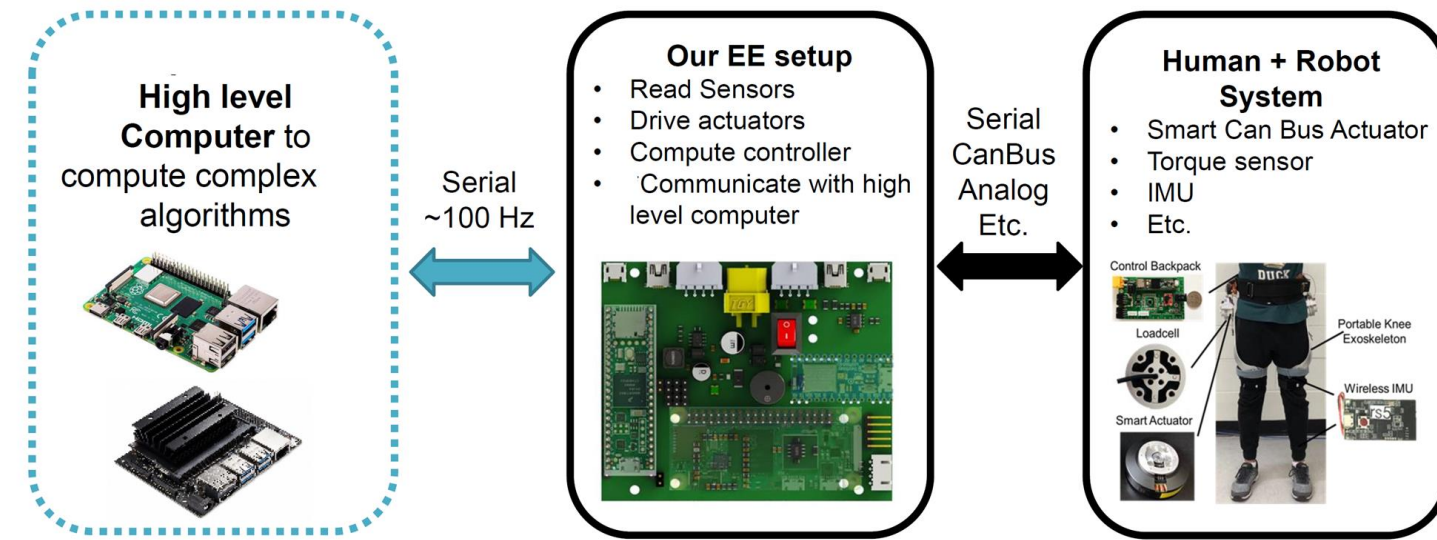 High level
Computer to
compute complex
algorithms
Serial
~100 Hz
Our EE setup
• Read Sensors
• Drive actuators
• Compute controller
• Communicate with high
level computer
Serial
CanBus
Analog
Etc.
Human + Robot
System
• Smart Can Bus Actuator
• Torque sensor
• IMU
• Etc.
Control Backpack
DUCK
Loadcell
Portable Knee
Exoskeleton
Wireless IMU
rs5
Smart Actuator